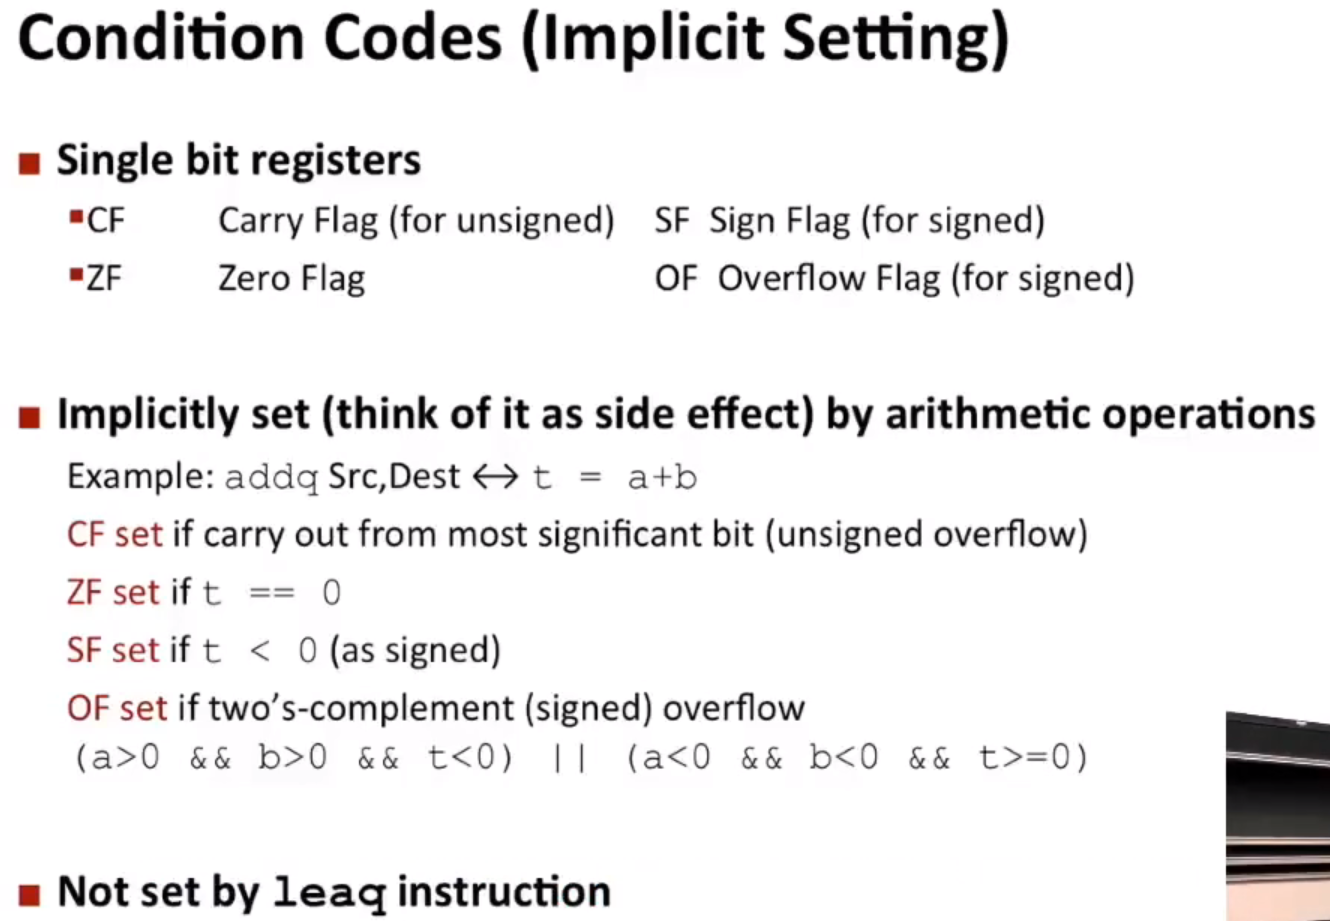 Condition Codes (Implicit Setting)
■ Single bit registers
▪CF Carry Flag (for unsigned) SF Sign Flag (for signed)
▪ZF Zero Flag OF Overflow Flag (for signed)
■ Implicitly set (think of it as side effect) by arithmetic operations
Example: addq Src,Dest ↔ t = a+b
CF set if carry out from most significant bit (unsigned overflow)
ZF set if t == 0
SF set if t < 0 (as signed)
OF set if two’s-complement (signed) overflow
(a>0 && b>0 && t<0) || (a<0 && b<0 && t>=0)
■ Not set by leaq instruction